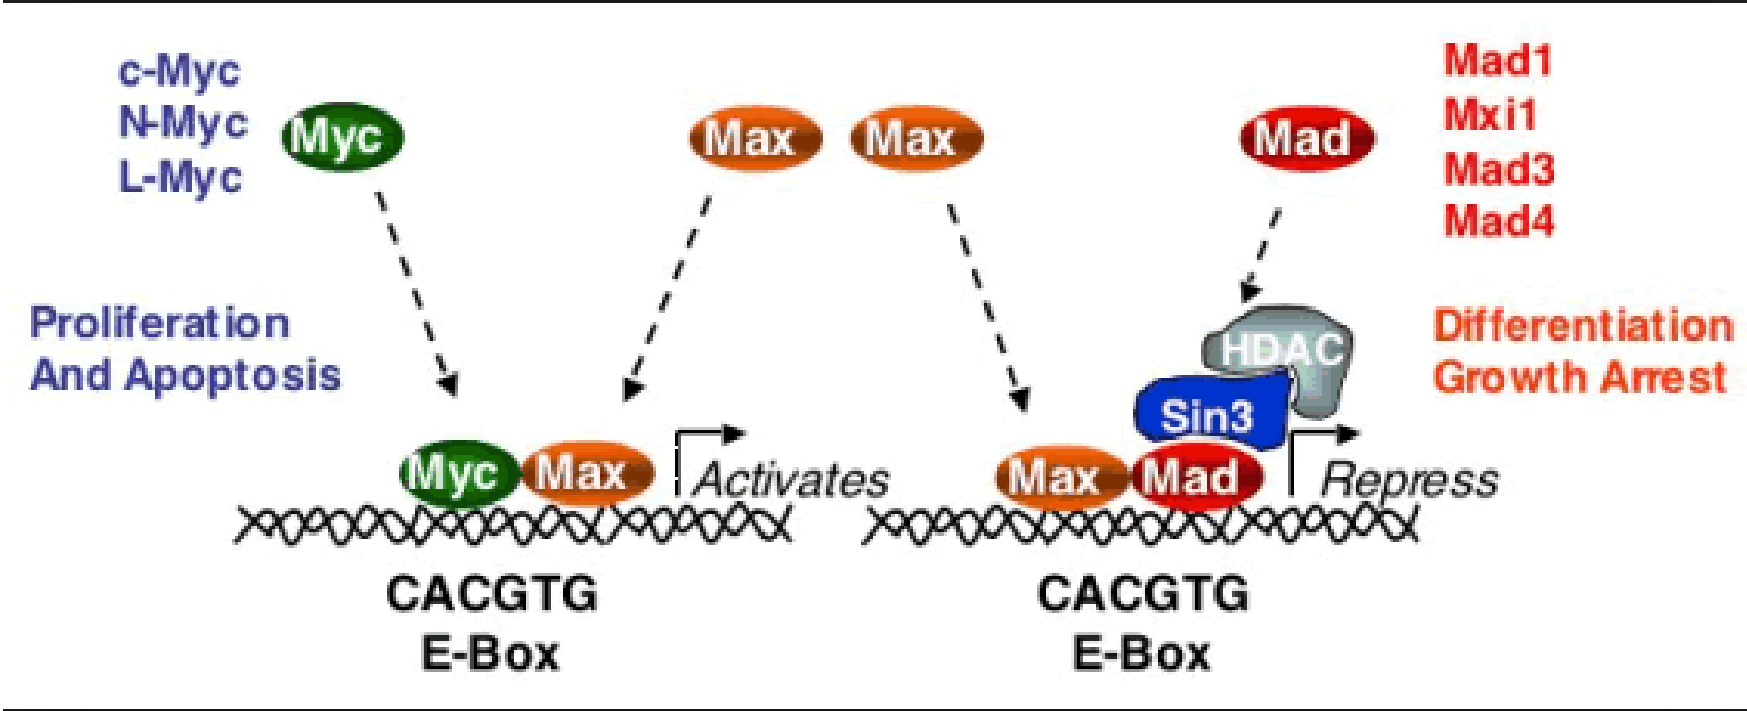 c-Myc
N-Myc
L-Myc
Myc
Max
Max
Mad
Mad1
Mxi1
Mad3
Mad4
Proliferation
And Apoptosis
HDAC
Sin3
Differentiation
Growth Arrest
Myc
Max
Activates
Max
Mad
Repress
CACGTG
E-Box
CACGTG
E-Box